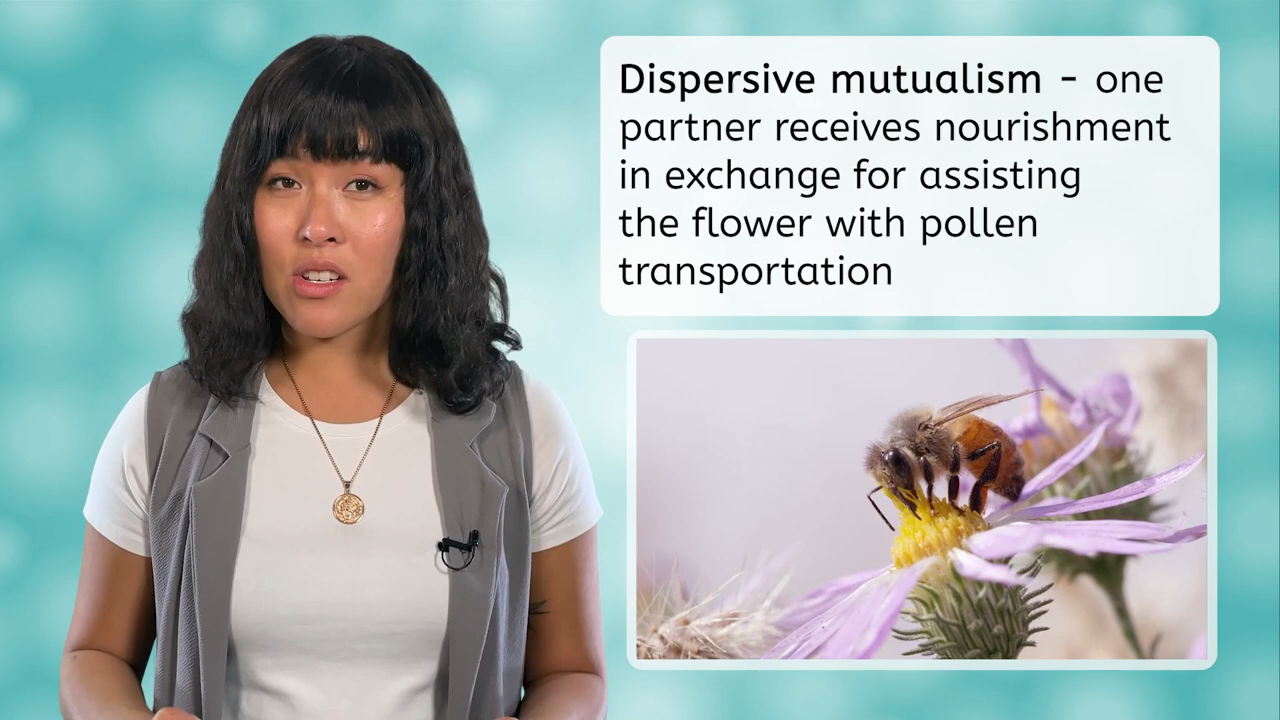 Dispersive mutualism - one
partner receives nourishment
in exchange for assisting
the flower with pollen
transportation